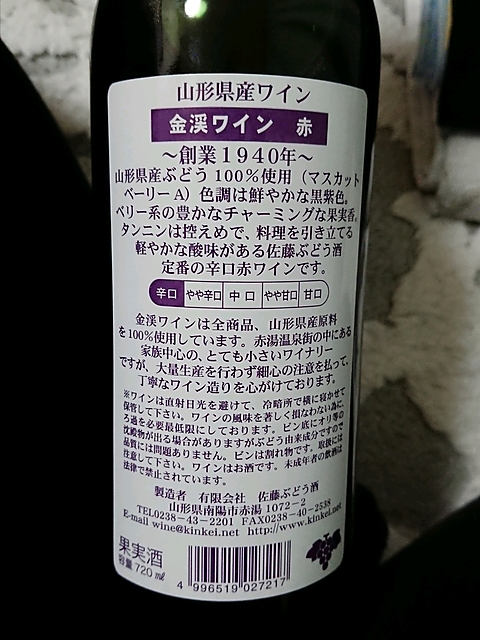 山形県産ワイン
金渓ワイン 赤
～創業1940年～
山形県産ぶどう100%使用（マスカット
ベーリーA）色調は鮮やかな黒紫色。
ベリー系の豊かなチャーミングな果実香。
タンニンは控えめで、料理を引き立てる
軽やかな酸味がある佐藤ぶどう酒
定番の辛口赤ワインです。
辛口 やや辛口 中口 やや甘口 甘口
金渓ワインは全商品、山形県産原料
を100%使用しています。赤湯温泉街の中にある
家族中心の、とても小さいワイナリー
ですが、大量生産を行わず細心の注意を払って、
丁寧なワイン造りを心がけております。
※ワインは直射日光を避けて、冷暗所で横に寝かせて
保管して下さい。ワインの風味を著しく損なわない為に、
ろ過を必要最低限にしております。ビン底にオリ等の
沈殿物が出る場合がありますがぶどう由来成分ですので
品質には問題ありません。ビンは割れ物です。取扱には
注意して下さい。ワインはお酒です。未成年者の飲酒は
法律で禁止されています。
製造者 有限会社 佐藤ぶどう酒
山形県南陽市赤湯1072-2
TEL0238-43-2201 FAX0238-40-2538
E-mail wine@kinkei.net http://www.kinkei.net
果実酒
容量720㎖
4 996519 027217